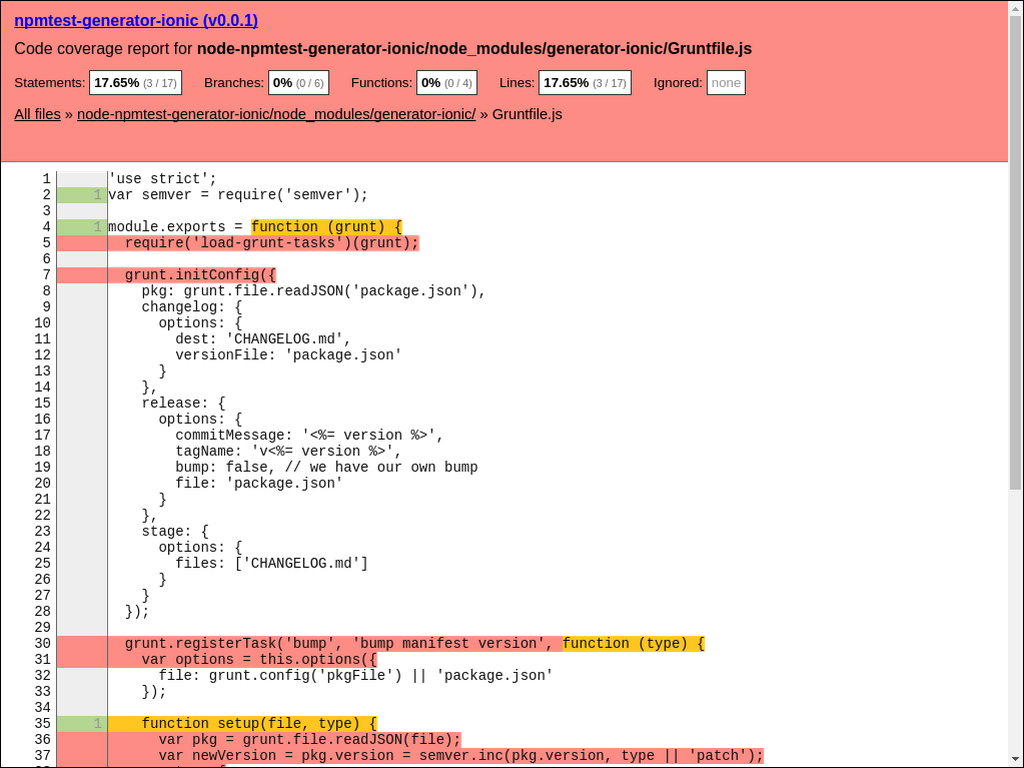 npmtest-generator-ionic (v0.0.1)
Code coverage report for node-npmtest-generator-ionic/node_modules/generator-ionic/Gruntfile.js
Statements: 17.65% (3 / 17) Branches: 0% (0 / 6) Functions: 0% (0 / 4) Lines: 17.65% (3 / 17) Ignored: none
All files » node-npmtest-generator-ionic/node_modules/generator-ionic/ » Gruntfile.js
1 'use strict';
2 1 var semver = require('semver');
3
4 1 module.exports = function (grunt) {
5 require('load-grunt-tasks')(grunt);
6
7 grunt.initConfig({
8 pkg: grunt.file.readJSON('package.json'),
9 changelog: {
10 options: {
11 dest: 'CHANGELOG.md',
12 versionFile: 'package.json'
13 }
14 },
15 release: {
16 options: {
17 commitMessage: '<%= version %>',
18 tagName: 'v<%= version %>',
19 bump: false, // we have our own bump
20 file: 'package.json'
21 }
22 },
23 stage: {
24 options: {
25 files: ['CHANGELOG.md']
26 }
27 }
28 });
29
30 grunt.registerTask('bump', 'bump manifest version', function (type) {
31 var options = this.options({
32 file: grunt.config('pkgFile') || 'package.json'
33 });
34
35 1 function setup(file, type) {
36 var pkg = grunt.file.readJSON(file);
37 var newVersion = pkg.version = semver.inc(pkg.version, type || 'patch');